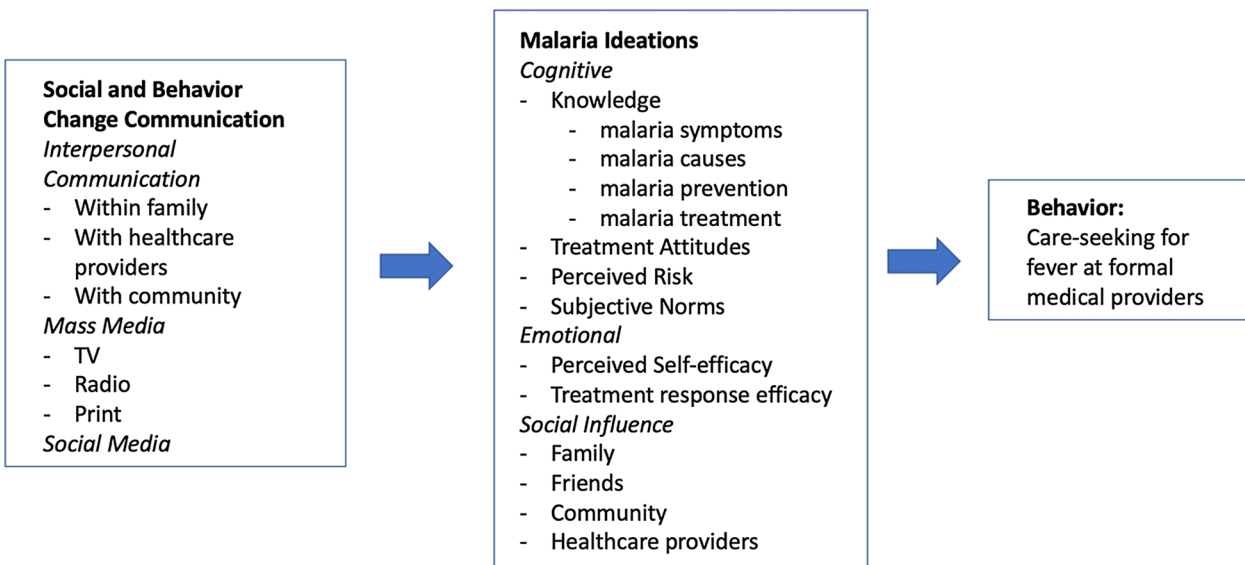 Social and Behavior
Change Communication
Interpersonal
Communication
- Within family
- With healthcare
providers
- With community
Mass Media
- TV
- Radio
- Print
Social Media
Malaria Ideations
Cognitive
- Knowledge
- malaria symptoms
- malaria causes
- malaria prevention
- malaria treatment
- Treatment Attitudes
- Perceived Risk
- Subjective Norms
Emotional
- Perceived Self-efficacy
- Treatment response efficacy
Social Influence
- Family
- Friends
- Community
- Healthcare providers
Behavior:
Care-seeking for
fever at formal
medical providers